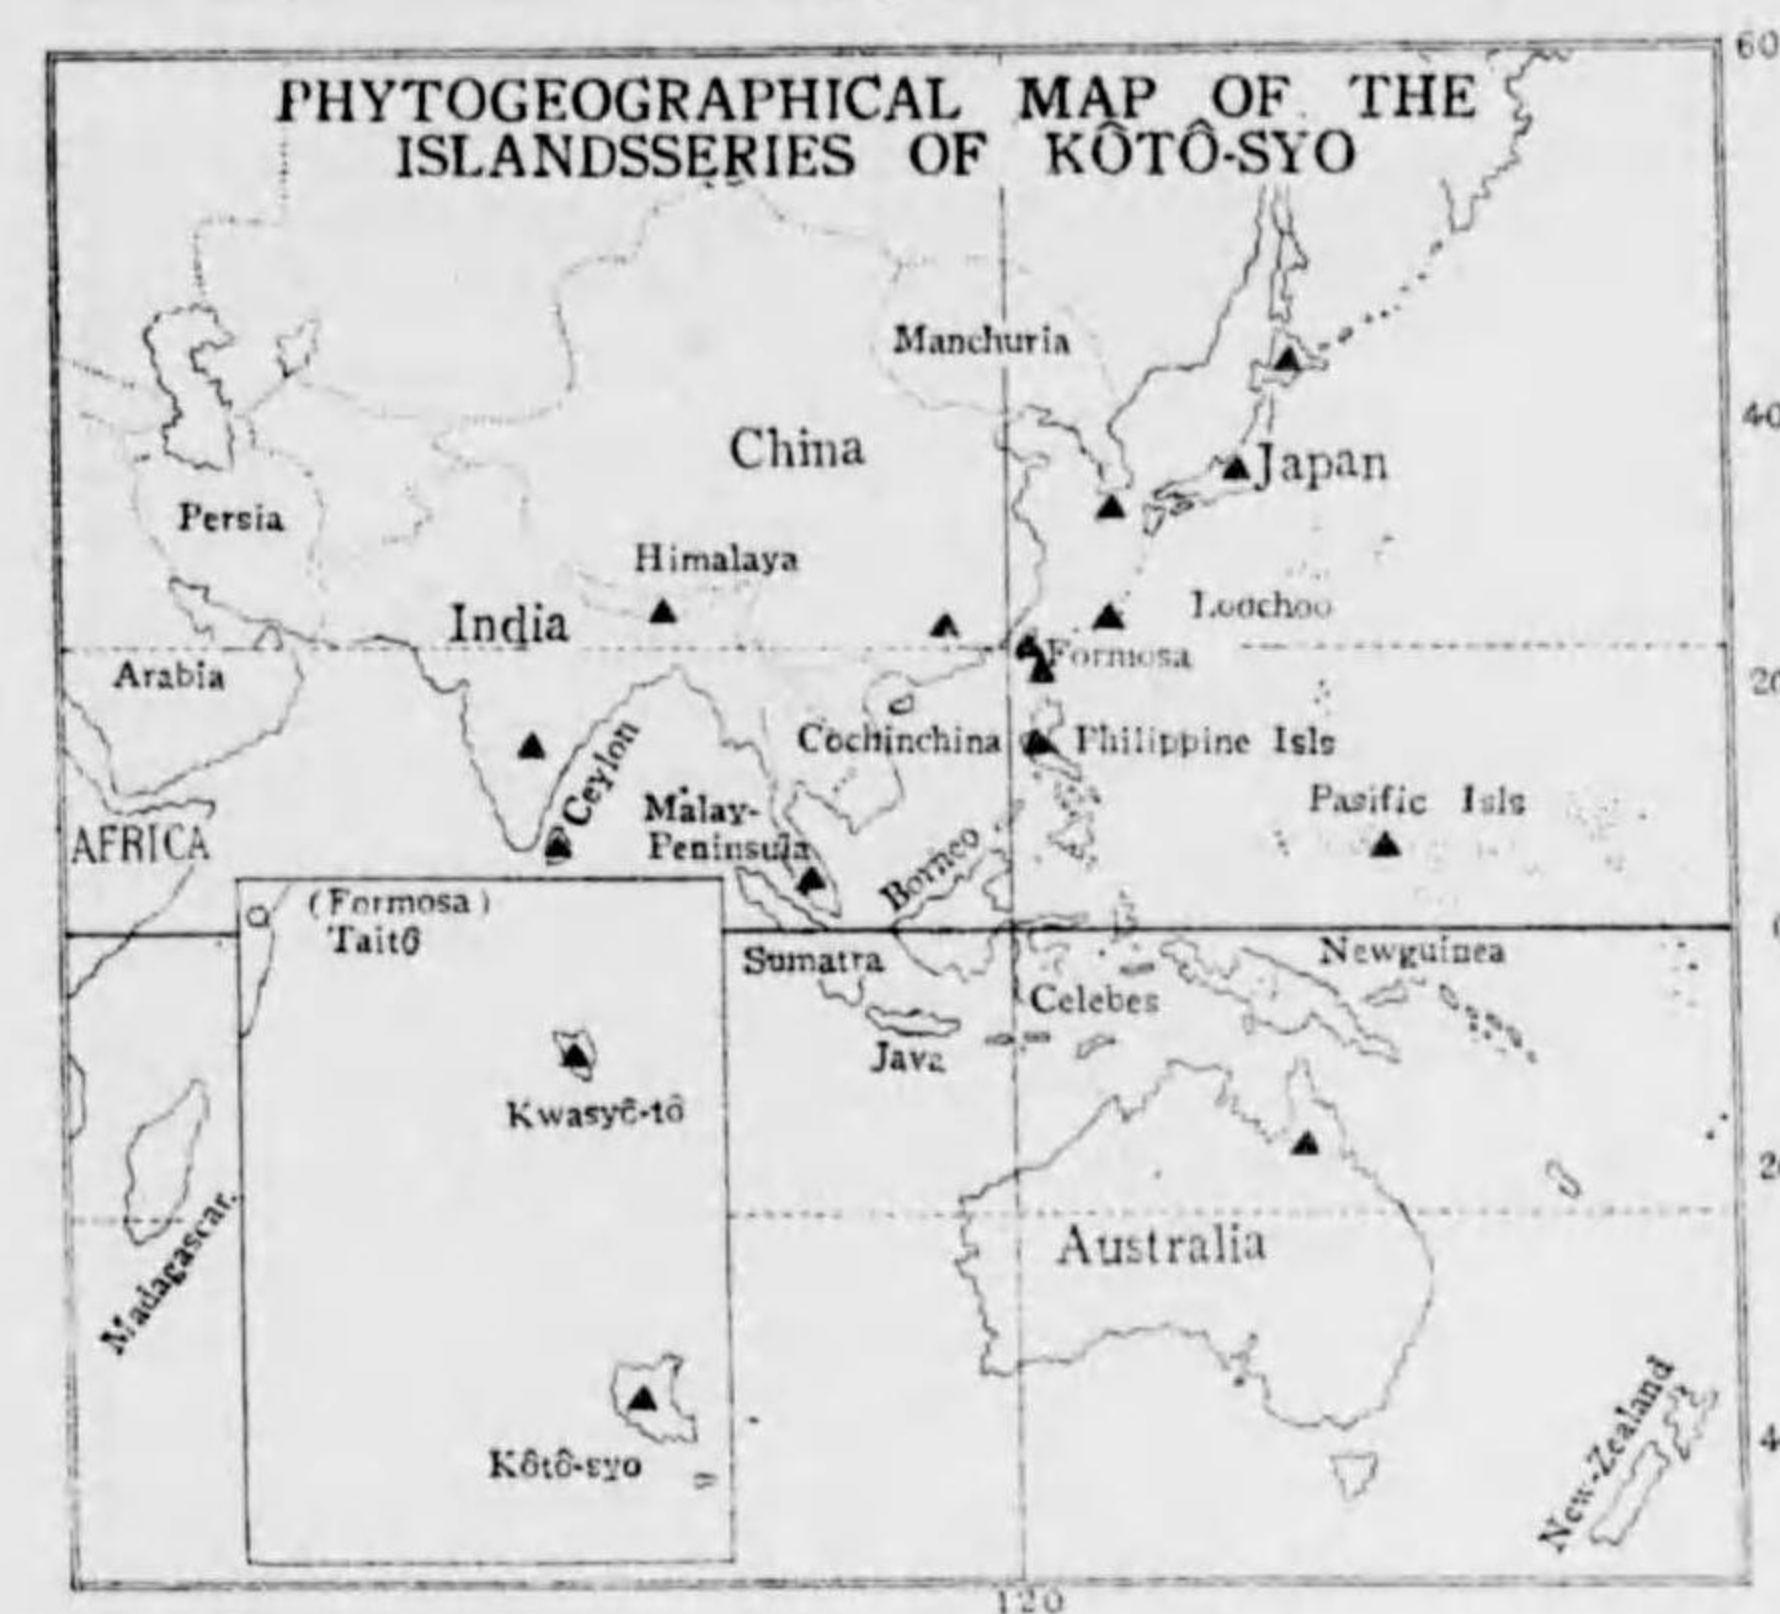 PHYTOGEOGRAPHICAL MAP OF THE
ISLANDSSERIES OF KÔTÔ-SYO
60
Manchuria
40
China
Japan
Persia
Himalaya
India
Loochoo
Formosa
Arabia
20
Cochinchina
Philippine Isls
Ceylon
Malay-
Peninsula
Pasific Isls
AFRICA
Borneo
(Formosa)
Taitô
0
Sumatra
Newguinea
Celebes
Java
Kwasyô-tô
20
Madagascar.
Australia
Kôtô-syo
New-Zealand
120